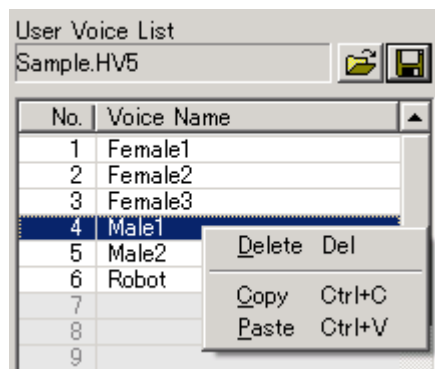 User Voice List
Sample.HV5
No. Voice Name
1 Female1
2 Female2
3 Female3
4 Male1
5 Male2
6 Robot
7
8
9
Delete Del
Copy Ctrl+C
Paste Ctrl+V